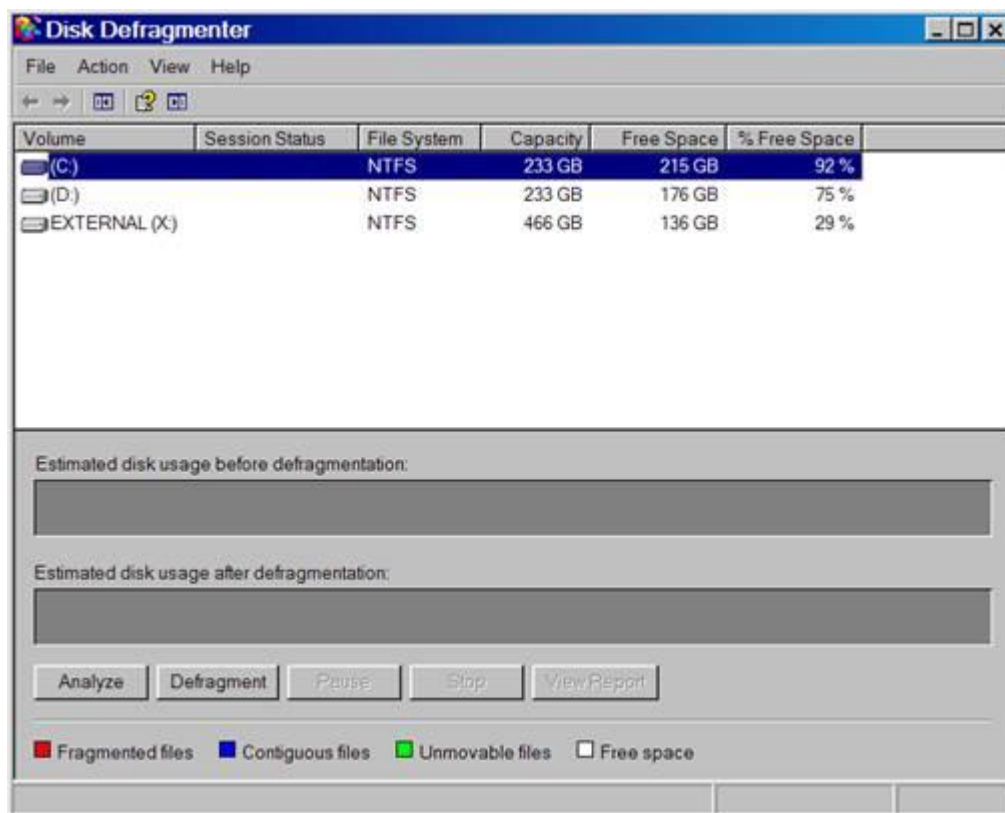 Disk Defragmenter
File Action View Help
Volume Session Status File System Capacity Free Space % Free Space
(C:) NTFS 233 GB 215 GB 92 %
(D:) NTFS 233 GB 176 GB 75 %
EXTERNAL (X:) NTFS 466 GB 136 GB 29 %
Estimated disk usage before defragmentation:
Estimated disk usage after defragmentation:
Analyze Defragment Pause Stop View Report
Fragmented files Contiguous files Unmovable files Free space